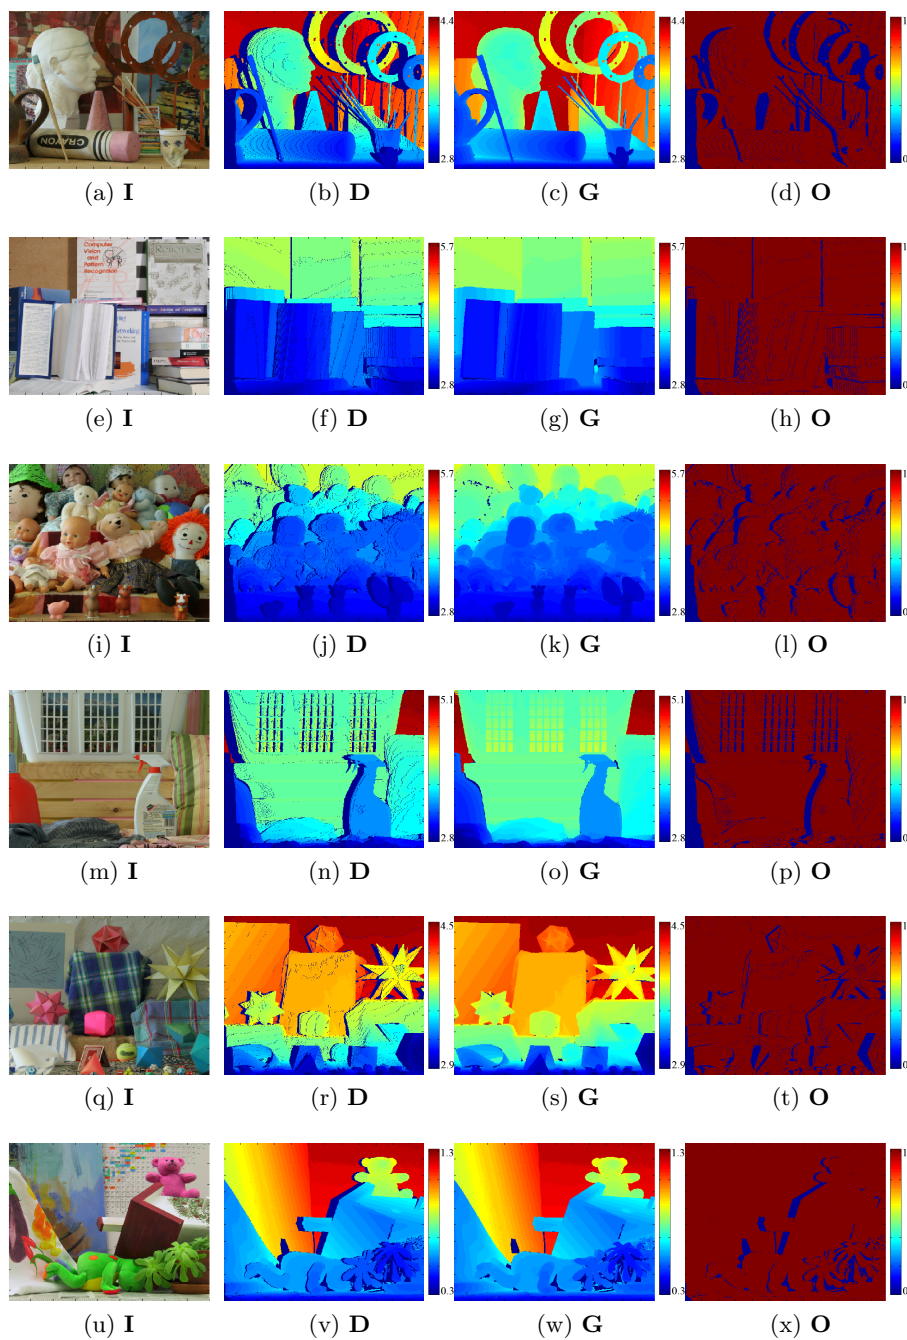 CRAYON
4.4
2.8
4.4
2.8
1
0
(a) I
(b) D
(c) G
(d) O
Computer
Vision
and
Pattern
Recognition
5.7
2.8
5.7
2.8
1
0
(e) I
(f) D
(g) G
(h) O
5.7
2.8
5.7
2.8
1
0
(i) I
(j) D
(k) G
(l) O
5.1
2.8
5.1
2.8
1
0
(m) I
(n) D
(o) G
(p) O
4.5
2.9
4.5
2.9
1
0
(q) I
(r) D
(s) G
(t) O
1.3
0.3
1.3
0.3
1
0
(u) I
(v) D
(w) G
(x) O